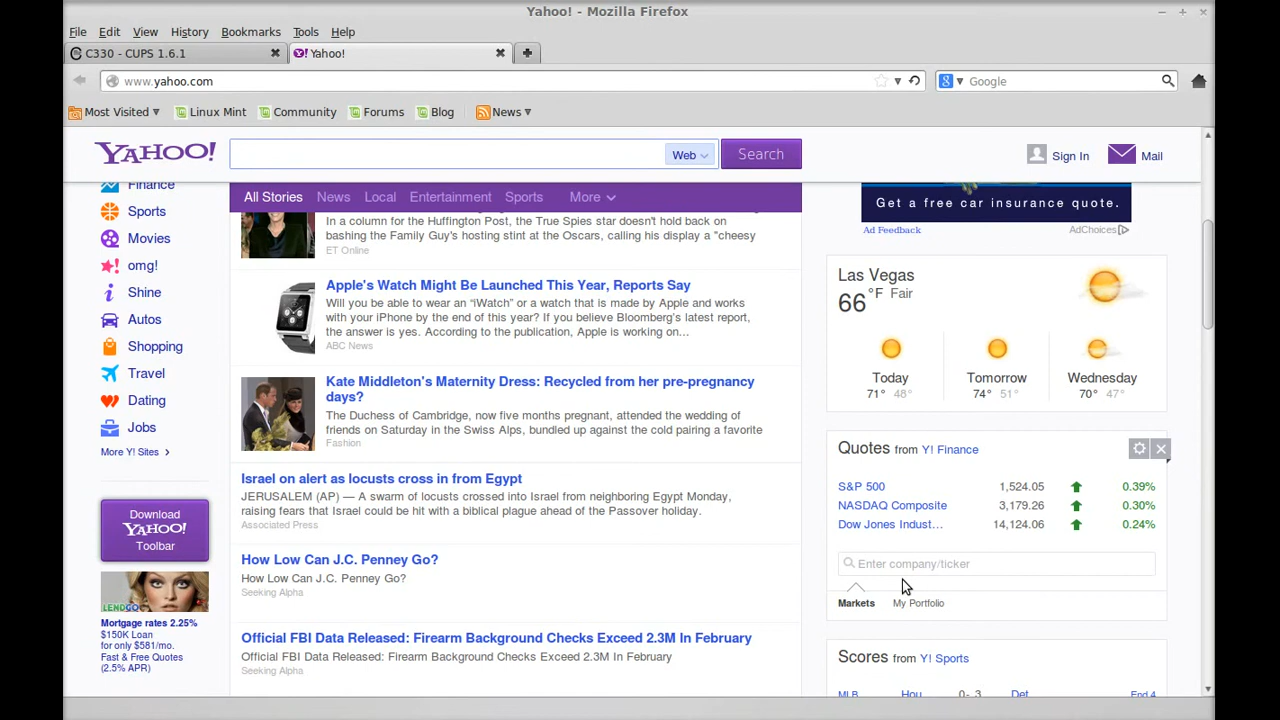 Yahoo! - Mozilla Firefox
File Edit View History Bookmarks Tools Help
C330 - CUPS 1.6.1
Y! Yahoo!
www.yahoo.com
Google
Most Visited Linux Mint Community Forums Blog News
YAHOO!
Web
Search
Sign In
Mail
Finance
Sports
Movies
omg!
Shine
Autos
Shopping
Travel
Dating
Jobs
More Y! Sites
Download
YAHOO!
Toolbar
LENDGO
Mortgage rates 2.25%
$150K Loan
for only $581/mo.
Fast & Free Quotes
(2.5% APR)
All Stories News Local Entertainment Sports More
In a column for the Huffington Post, the True Spies star doesn't hold back on
bashing the Family Guy's hosting stint at the Oscars, calling his display a "cheesy
ET Online
Apple's Watch Might Be Launched This Year, Reports Say
Will you be able to wear an “iWatch” or a watch that is made by Apple and works
with your iPhone by the end of this year? If you believe Bloomberg’s latest report,
the answer is yes. According to the publication, Apple is working on...
ABC News
Kate Middleton's Maternity Dress: Recycled from her pre-pregnancy
days?
The Duchess of Cambridge, now five months pregnant, attended the wedding of
friends on Saturday in the Swiss Alps, bundled up against the cold pairing a favorite
Fashion
Israel on alert as locusts cross in from Egypt
JERUSALEM (AP) — A swarm of locusts crossed into Israel from neighboring Egypt Monday,
raising fears that Israel could be hit with a biblical plague ahead of the Passover holiday.
Associated Press
How Low Can J.C. Penney Go?
How Low Can J.C. Penney Go?
Seeking Alpha
Official FBI Data Released: Firearm Background Checks Exceed 2.3M In February
Official FBI Data Released: Firearm Background Checks Exceed 2.3M In February
Seeking Alpha
Get a free car insurance quote.
Ad Feedback
AdChoices
Las Vegas
66 °F Fair
Today Tomorrow Wednesday
71° 48° 74° 51° 70° 47°
Quotes from Y! Finance
S&P 500 1,524.05 0.39%
NASDAQ Composite 3,179.26 0.30%
Dow Jones Indust... 14,124.06 0.24%
Enter company/ticker
Markets My Portfolio
Scores from Y! Sports
MLB Hou 0- 3 Det End 4